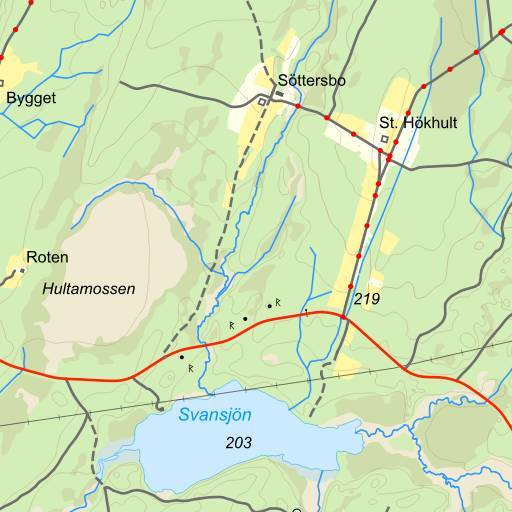 Söttersbo
Bygget
St. Hökhult
Roten
Hultamossen
219
R
R
R
Svansjön
203